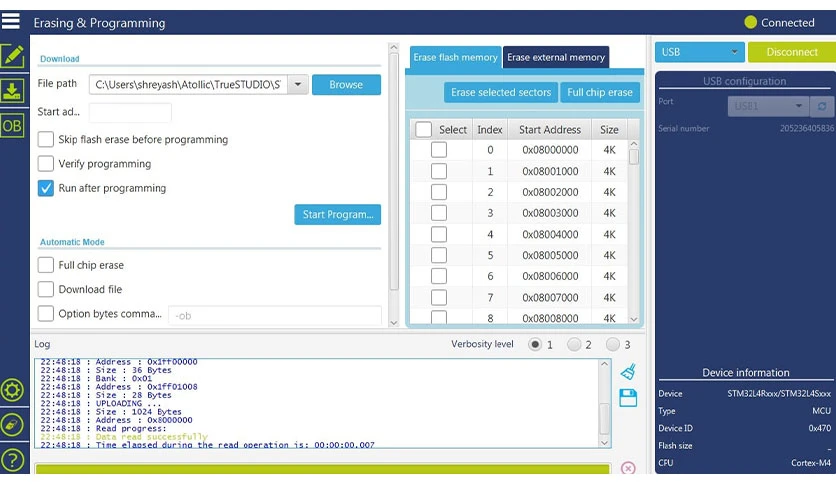 Erasing & Programming
Connected
Download
File path
C:\Users\shreyash\Atollic\TrueSTUDIO\S'
Browse
Start ad..
Skip flash erase before programming
Verify programming
Run after programming
Start Program...
Automatic Mode
Full chip erase
Download file
Option bytes comma...
-ob
OB
Erase flash memory
Erase external memory
Erase selected sectors
Full chip erase
Select Index Start Address Size
0 0x08000000 4K
1 0x08001000 4K
2 0x08002000 4K
3 0x08003000 4K
4 0x08004000 4K
5 0x08005000 4K
6 0x08006000 4K
7 0x08007000 4K
8 0x08008000 4K
USB
Disconnect
USB configuration
Port
USB1
Serial number
205236405836
Log
Verbosity level 1 2 3
22:48:18 : Address : 0x1ff00000
22:48:18 : Size : 36 Bytes
22:48:18 : Bank : 0x01
22:48:18 : Address : 0x1ff01008
22:48:18 : Size : 28 Bytes
22:48:18 : UPLOADING ...
22:48:18 : Size : 1024 Bytes
22:48:18 : Address : 0x8000000
22:48:18 : Read progress:
22:48:18 : Data read successfully
22:48:18 : Time elapsed during the read operation is: 00:00:00.007
Device information
Device STM32L4Rxxx/STM32L4Sxxx
Type MCU
Device ID 0x470
Flash size _
CPU Cortex-M4